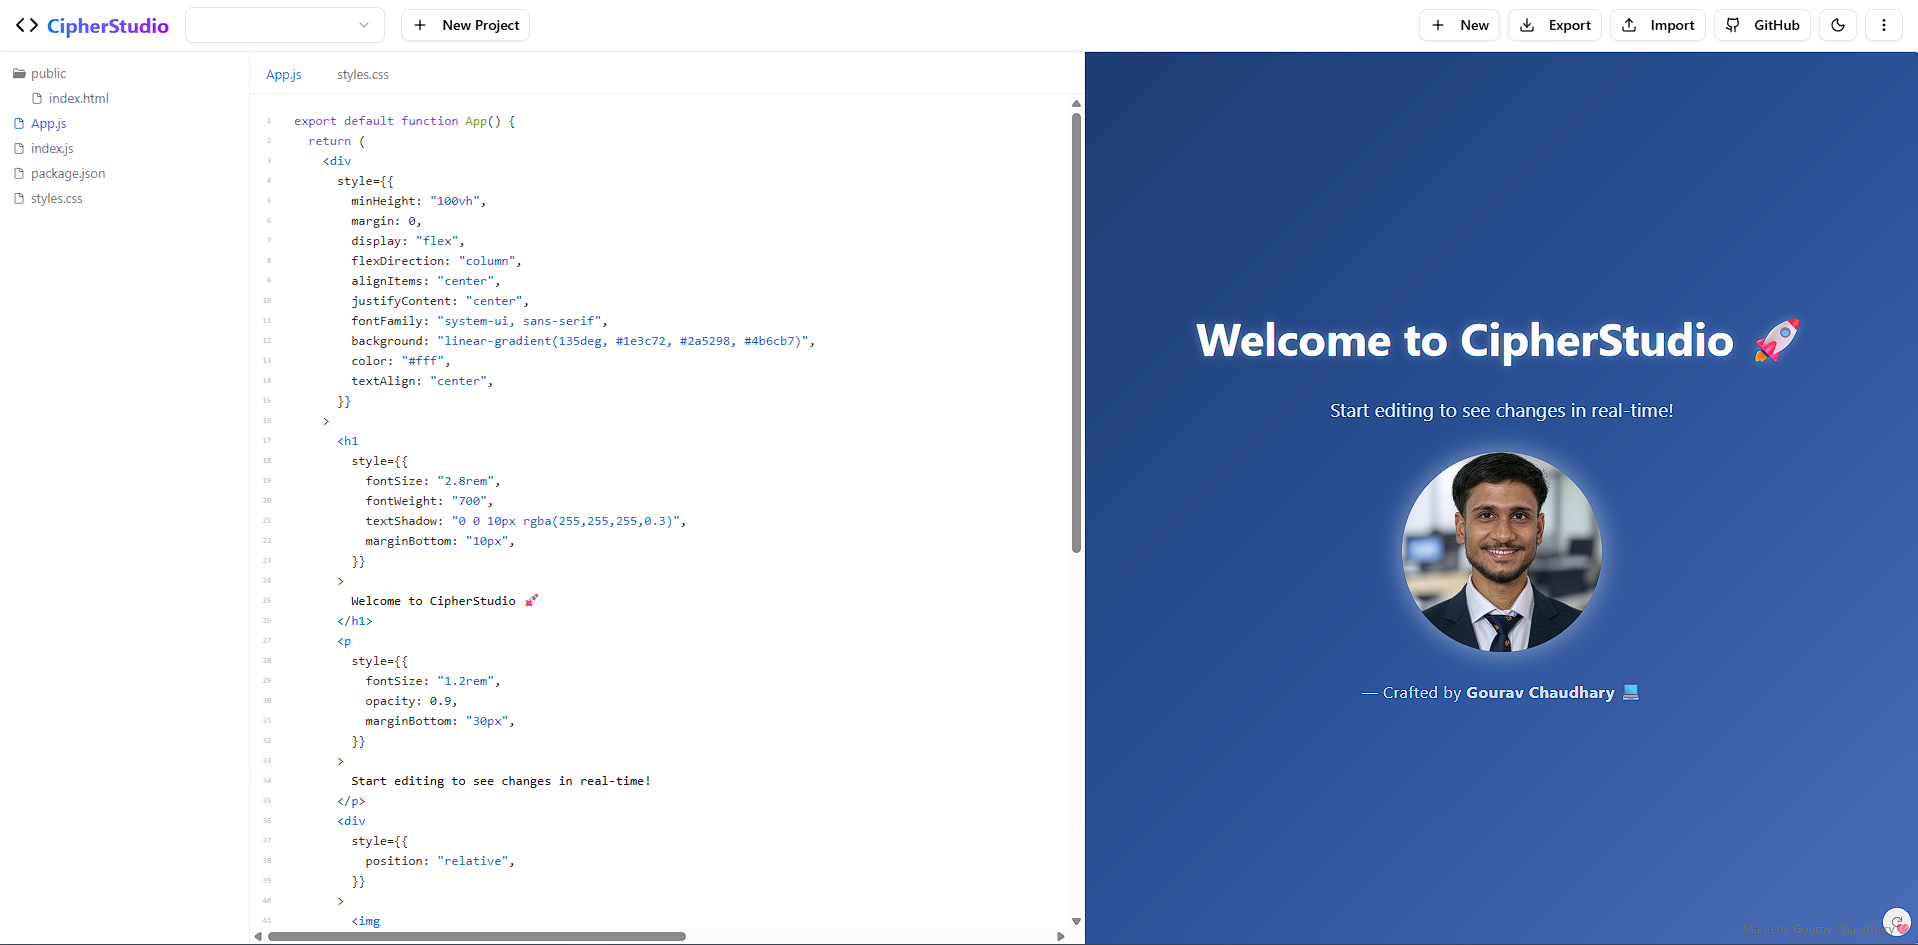 CipherStudio
New Project
New
Export
Import
GitHub
public
index.html
App.js
index.js
package.json
styles.css
App.js
styles.css
1 export default function App() {
2 return (
3 <div
4 style={{
5 minHeight: "100vh",
6 margin: 0,
7 display: "flex",
8 flexDirection: "column",
9 alignItems: "center",
10 justifyContent: "center",
11 fontFamily: "system-ui, sans-serif",
12 background: "linear-gradient(135deg, #1e3c72, #2a5298, #4b6cb7)",
13 color: "#fff",
14 textAlign: "center",
15 }}
16 >
17 <h1
18 style={{
19 fontSize: "2.8rem",
20 fontWeight: "700",
21 textShadow: "0 0 10px rgba(255,255,255,0.3)",
22 marginBottom: "10px",
23 }}
24 >
25 Welcome to CipherStudio 🚀
26 </h1>
27 <p
28 style={{
29 fontSize: "1.2rem",
30 opacity: 0.9,
31 marginBottom: "30px",
32 }}
33 >
34 Start editing to see changes in real-time!
35 </p>
36 <div
37 style={{
38 position: "relative",
39 }}
40 >
41 <img
Welcome to CipherStudio 🚀
Start editing to see changes in real-time!
— Crafted by Gourav Chaudhary 💻
Made by Gourav Chaudhary